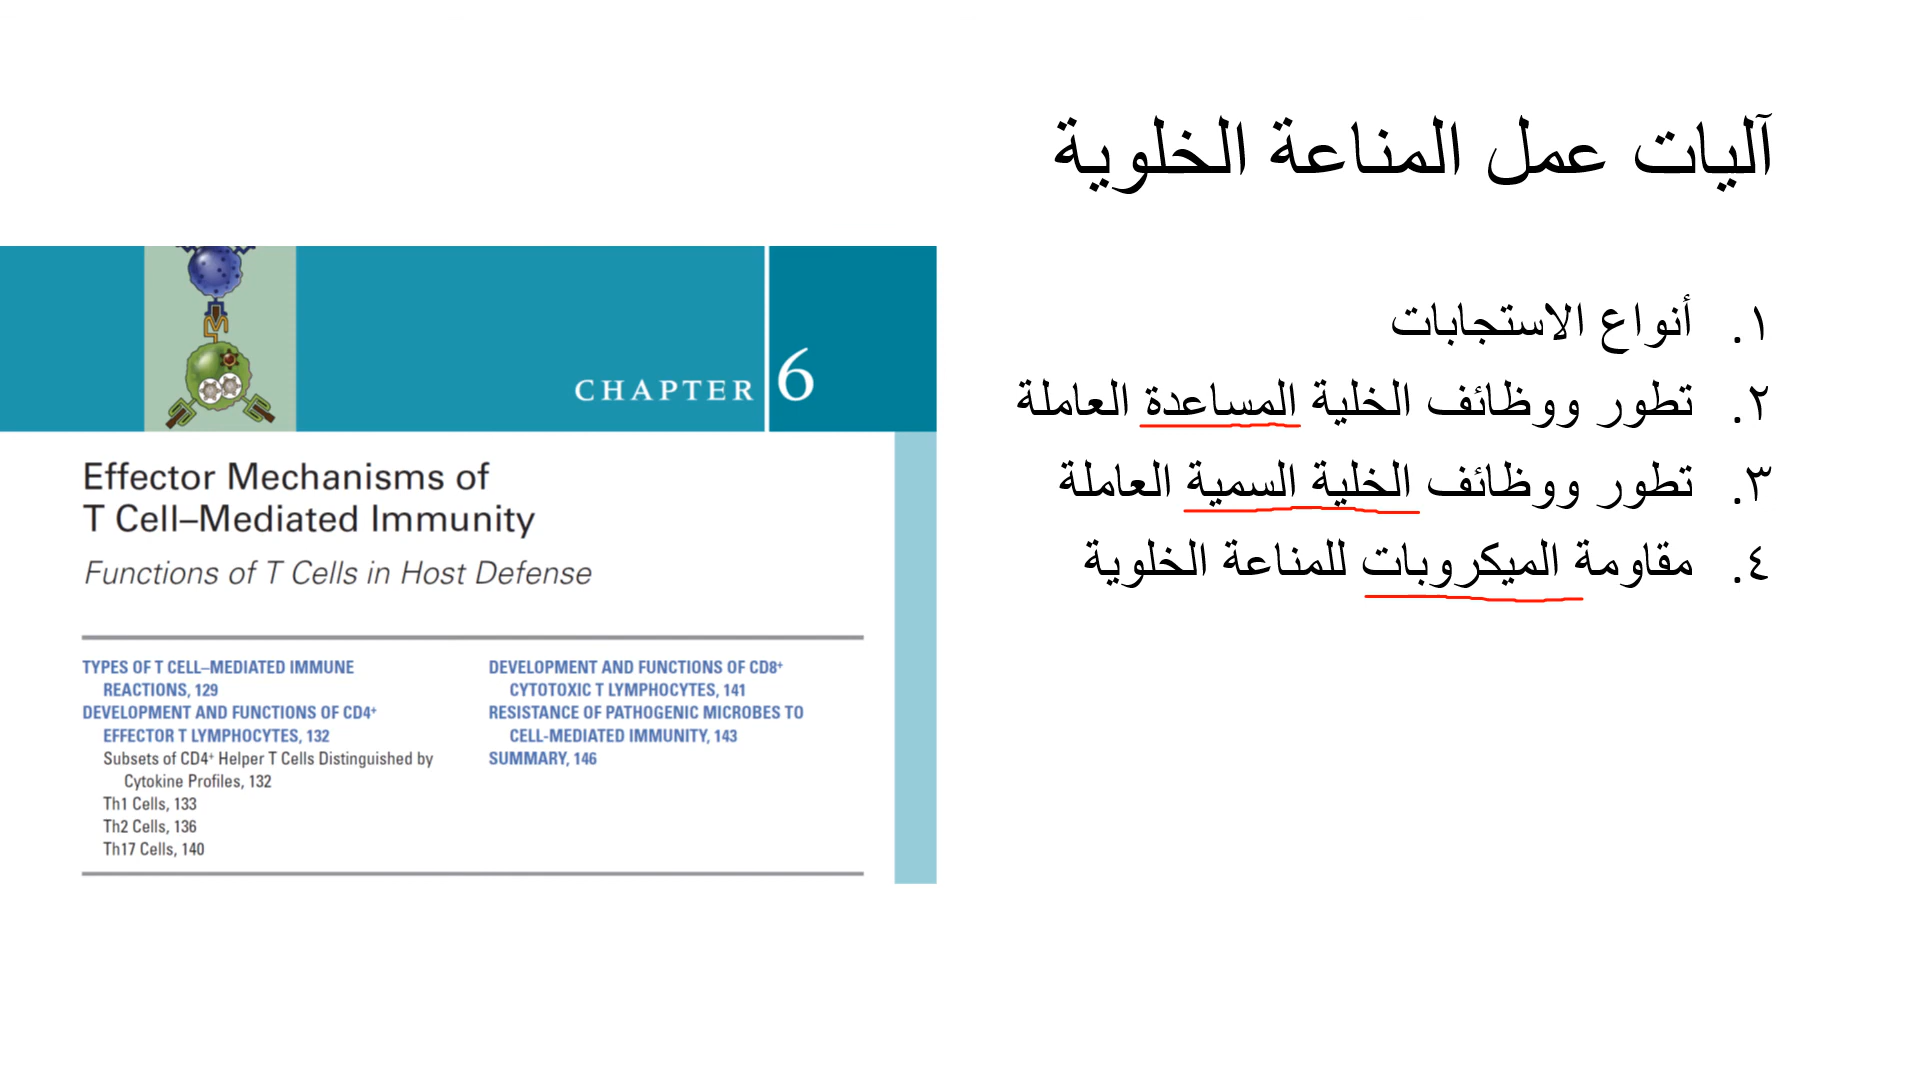 آليات عمل المناعة الخلوية
١. أنواع الاستجابات
٢. تطور ووظائف الخلية المساعدة العاملة
٣. تطور ووظائف الخلية السمية العاملة
٤. مقاومة الميكروبات للمناعة الخلوية
CHAPTER 6
Effector Mechanisms of
T Cell–Mediated Immunity
Functions of T Cells in Host Defense
TYPES OF T CELL–MEDIATED IMMUNE
REACTIONS, 129
DEVELOPMENT AND FUNCTIONS OF CD4⁺
EFFECTOR T LYMPHOCYTES, 132
Subsets of CD4⁺ Helper T Cells Distinguished by
Cytokine Profiles, 132
Th1 Cells, 133
Th2 Cells, 136
Th17 Cells, 140
DEVELOPMENT AND FUNCTIONS OF CD8⁺
CYTOTOXIC T LYMPHOCYTES, 141
RESISTANCE OF PATHOGENIC MICROBES TO
CELL-MEDIATED IMMUNITY, 143
SUMMARY, 146